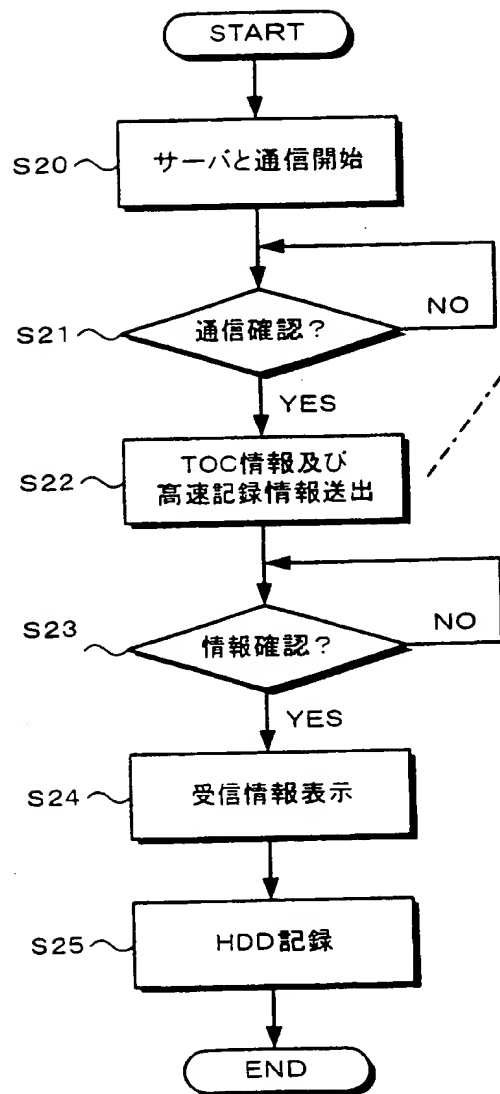 START
S20
サーバと通信開始
NO
S21
通信確認?
YES
S22
TOC情報及び
高速記録情報送出
NO
S23
情報確認?
YES
S24
受信情報表示
S25
HDD記録
END